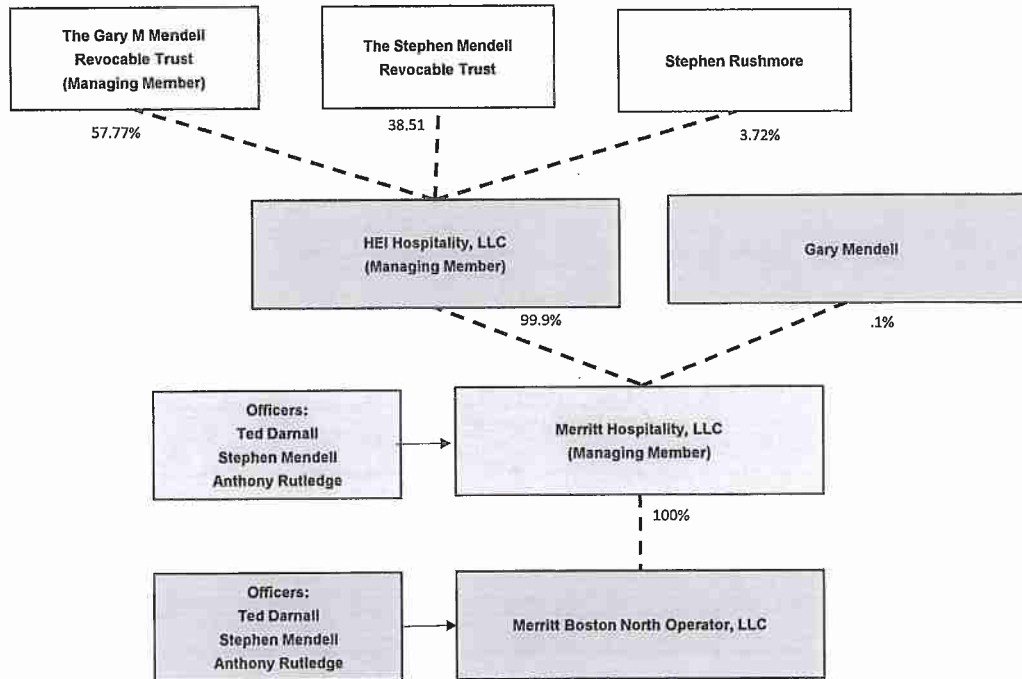 The Gary M Mendell
Revocable Trust
(Managing Member)
The Stephen Mendell
Revocable Trust
Stephen Rushmore
57.77%
38.51
3.72%
HEI Hospitality, LLC
(Managing Member)
Gary Mendell
99.9%
.1%
Officers:
Ted Darnall
Stephen Mendell
Anthony Rutledge
Merritt Hospitality, LLC
(Managing Member)
100%
Officers:
Ted Darnall
Stephen Mendell
Anthony Rutledge
Merritt Boston North Operator, LLC